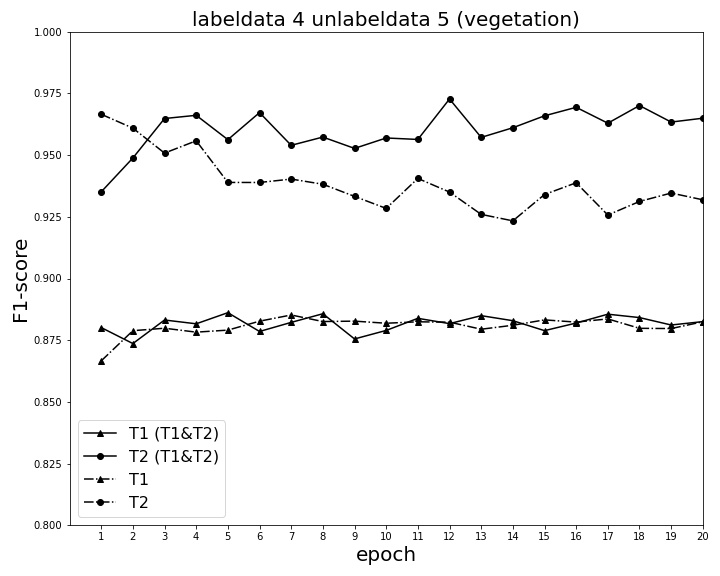 labeldata 4 unlabeldata 5 (vegetation)
F1-score
1.000
0.975
0.950
0.925
0.900
0.875
0.850
0.825
0.800
T1 (T1&T2)
T2 (T1&T2)
T1
T2
1 2 3 4 5 6 7 8 9 10 11 12 13 14 15 16 17 18 19 20
epoch